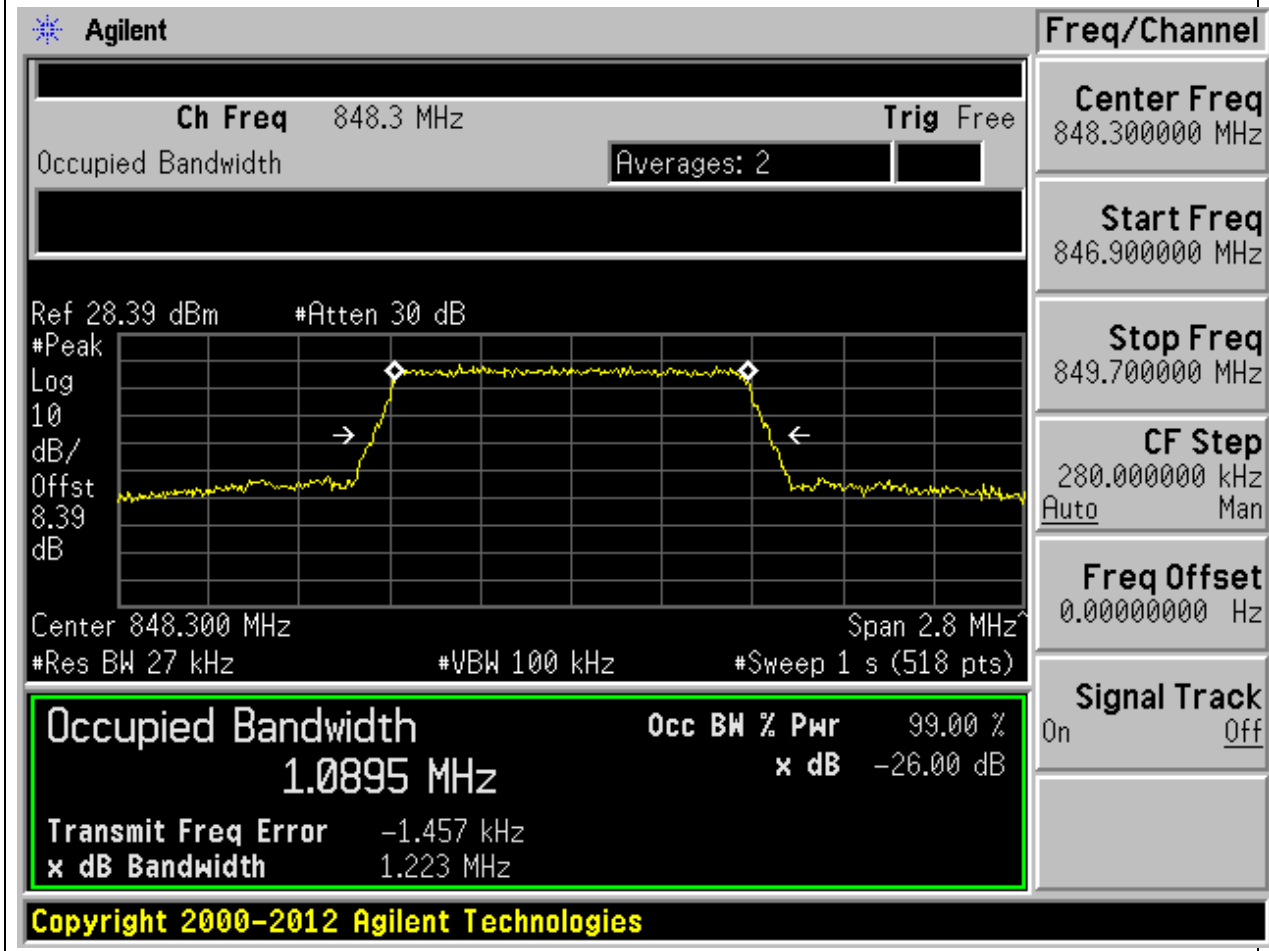 Agilent
Freq/Channel
Ch Freq 848.3 MHz Trig Free
Occupied Bandwidth Averages: 2
Ref 28.39 dBm #Atten 30 dB
#Peak
Log
10
dB/
Offst
8.39
dB
Center 848.300 MHz Span 2.8 MHz^
#Res BW 27 kHz #VBW 100 kHz #Sweep 1 s (518 pts)
Occupied Bandwidth Occ BW % Pwr 99.00 %
1.0895 MHz x dB -26.00 dB
Transmit Freq Error -1.457 kHz
x dB Bandwidth 1.223 MHz
Copyright 2000-2012 Agilent Technologies
Center Freq
848.300000 MHz
Start Freq
846.900000 MHz
Stop Freq
849.700000 MHz
CF Step
280.000000 kHz
Auto Man
Freq Offset
0.00000000 Hz
Signal Track
On Off